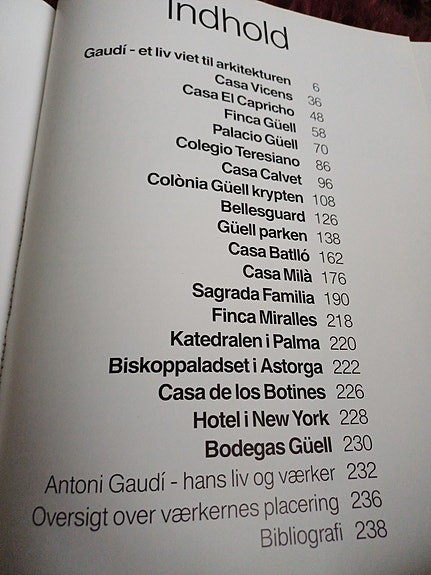 Indhold
Gaudí - et liv viet til arkitekturen 6
Casa Vicens 36
Casa El Capricho 48
Finca Güell 58
Palacio Güell 70
Colegio Teresiano 86
Casa Calvet 96
Colònia Güell krypten 108
Bellesguard 126
Güell parken 138
Casa Batlló 162
Casa Milà 176
Sagrada Familia 190
Finca Miralles 218
Katedralen i Palma 220
Biskoppaladset i Astorga 222
Casa de los Botines 226
Hotel i New York 228
Bodegas Güell 230
Antoni Gaudí - hans liv og værker 232
Oversigt over værkernes placering 236
Bibliografi 238